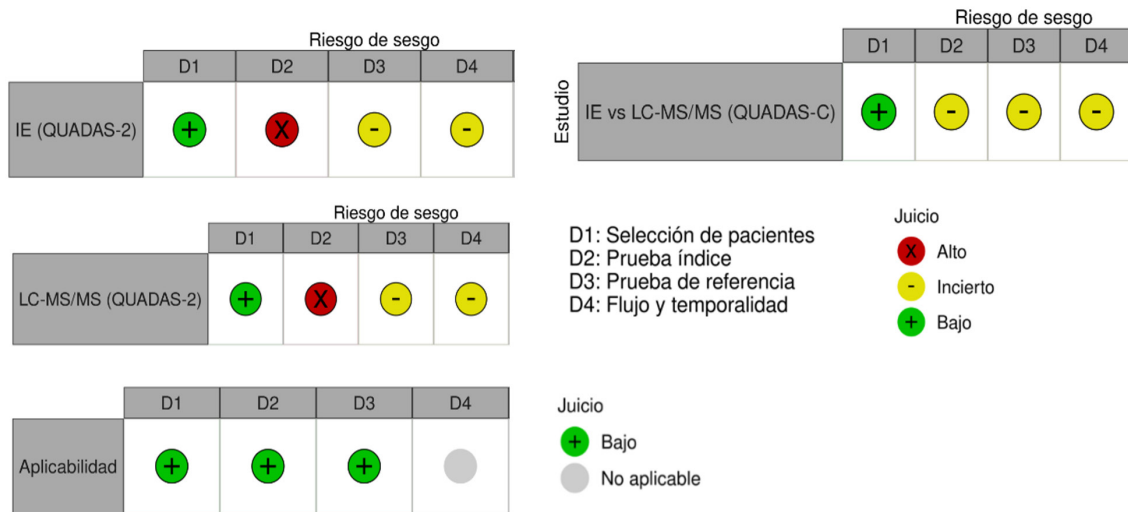 Riesgo de sesgo
D1 D2 D3 D4
IE (QUADAS-2) + X - -
Riesgo de sesgo
D1 D2 D3 D4
Estudio
IE vs LC-MS/MS (QUADAS-C) + - - -
Riesgo de sesgo
D1 D2 D3 D4
LC-MS/MS (QUADAS-2) + X - -
D1: Selección de pacientes
D2: Prueba índice
D3: Prueba de referencia
D4: Flujo y temporalidad
Juicio
X Alto
- Incierto
+ Bajo
D1 D2 D3 D4
Aplicabilidad + + +
Juicio
+ Bajo
No aplicable